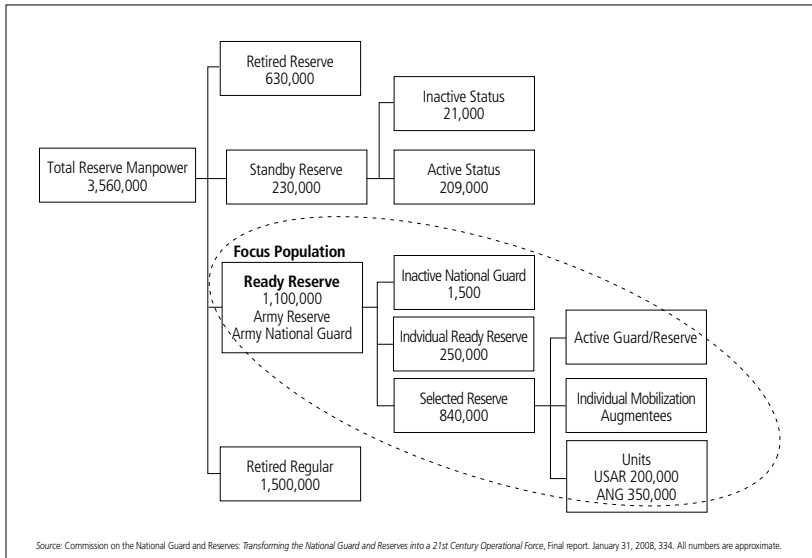 Retired Reserve
630,000
Inactive Status
21,000
Total Reserve Manpower
3,560,000
Standby Reserve
230,000
Active Status
209,000
Focus Population
Ready Reserve
1,100,000
Army Reserve
Army National Guard
Inactive National Guard
1,500
Indvidual Ready Reserve
250,000
Selected Reserve
840,000
Active Guard/Reserve
Individual Mobilization
Augmentees
Units
USAR 200,000
ANG 350,000
Retired Regular
1,500,000
Source: Commission on the National Guard and Reserves: Transforming the National Guard and Reserves into a 21st Century Operational Force, Final report. January 31, 2008, 334. All numbers are approximate.